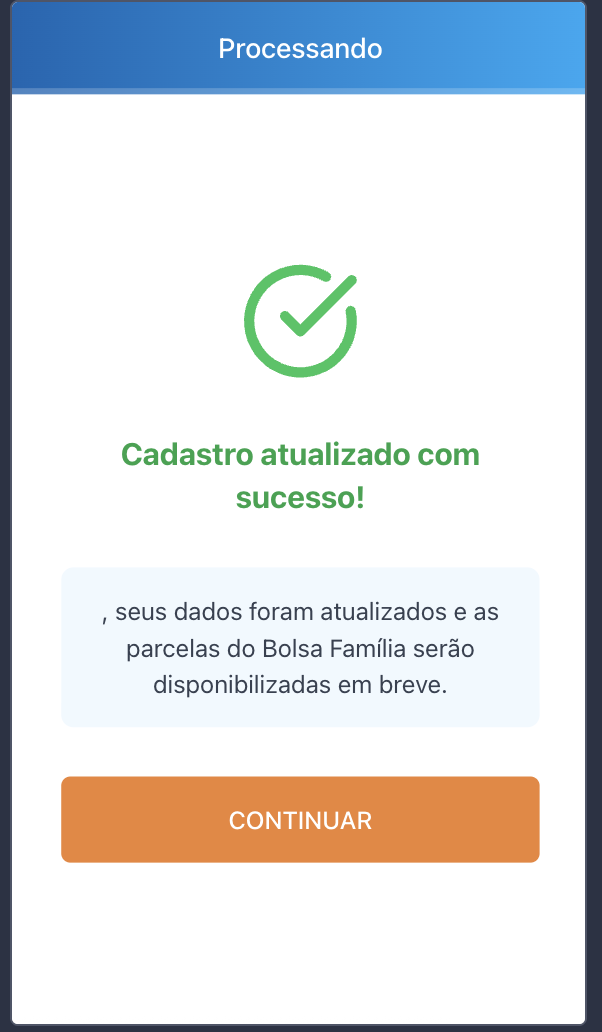 Processando
Cadastro atualizado com
sucesso!
, seus dados foram atualizados e as
parcelas do Bolsa Família serão
disponibilizadas em breve.
CONTINUAR